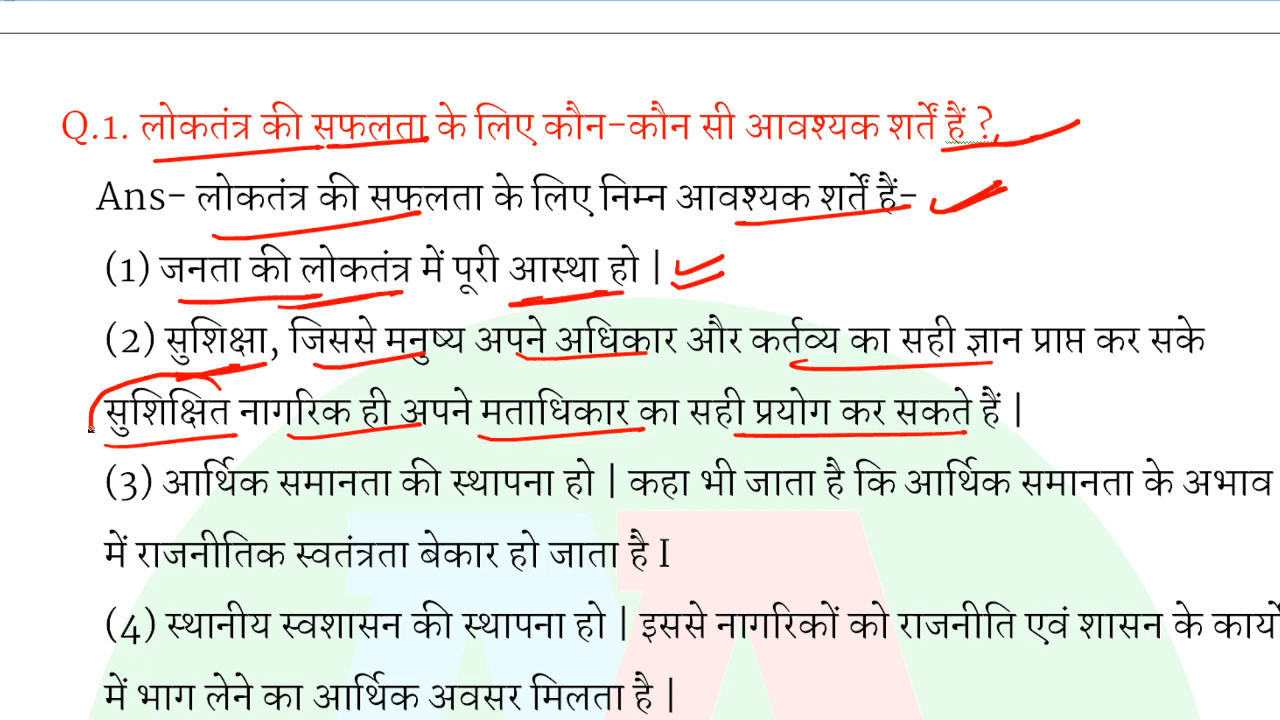 Q.1. लोकतंत्र की सफलता के लिए कौन-कौन सी आवश्यक शर्तें हैं ?
Ans- लोकतंत्र की सफलता के लिए निम्न आवश्यक शर्तें हैं-
(1) जनता की लोकतंत्र में पूरी आस्था हो |
(2) सुशिक्षा, जिससे मनुष्य अपने अधिकार और कर्तव्य का सही ज्ञान प्राप्त कर सके
सुशिक्षित नागरिक ही अपने मताधिकार का सही प्रयोग कर सकते हैं |
(3) आर्थिक समानता की स्थापना हो | कहा भी जाता है कि आर्थिक समानता के अभाव
में राजनीतिक स्वतंत्रता बेकार हो जाता है I
(4) स्थानीय स्वशासन की स्थापना हो | इससे नागरिकों को राजनीति एवं शासन के
में भाग लेने का आर्थिक अवसर मिलता है |